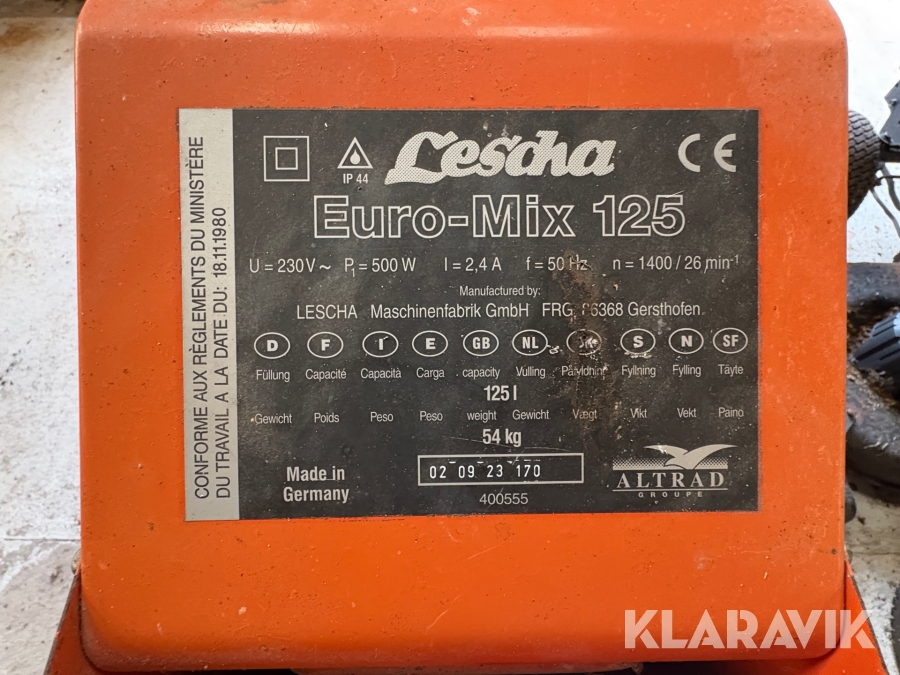 CONFORME AUX RÈGLEMENTS DU MINISTÈRE
DU TRAVAIL A LA DATE DU: 18.11.1980
IP 44
Lescha
CE
Euro-Mix 125
U = 230V ~ P1 = 500 W I = 2,4 A f = 50 Hz n = 1400 / 26 min-1
Manufactured by:
LESCHA Maschinenfabrik GmbH FRG, 86368 Gersthofen
D F I E GB NL DK S N SF
Füllung Capacité Capacità Carga capacity Vulling Påfyldning Fyllning Fylling Täyte
125 l
Gewicht Poids Peso Peso weight Gewicht Vægt Vikt Vekt Paino
54 kg
Made in
Germany
02 09 23 170
400555
ALTRAD
GROUPE
KLARAVIK